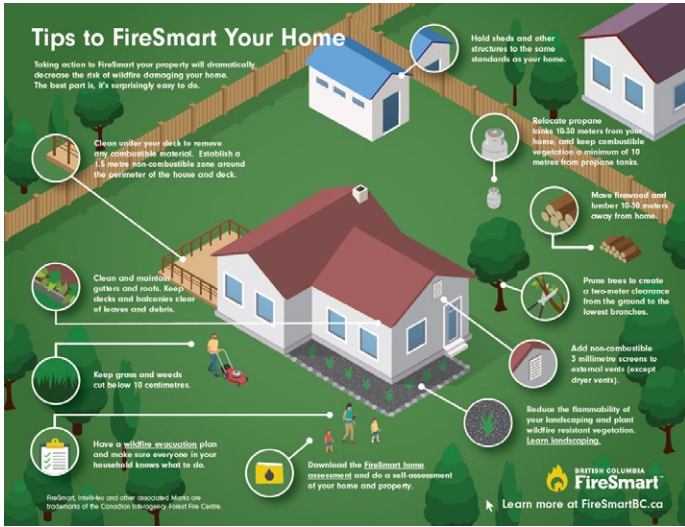 Tips to FireSmart Your Home
Taking action to FireSmart your property will dramatically
decrease the risk of wildfire damaging your home.
The best part is, it's surprisingly easy to do.
Hold sheds and other
structures to the same
standards as your home.
Clean under your deck to remove
any combustible material. Establish a
1.5 metre non-combustible zone around
the perimeter of the house and deck.
Relocate propane
tanks 10-30 meters from your
home, and keep combustible
vegetation a minimum of 10
metres from propane tanks.
Move firewood and
lumber 10-30 meters
away from home.
Clean and maintain
gutters and roofs. Keep
decks and balconies clear
of leaves and debris.
Prune trees to create
a two-meter clearance
from the ground to the
lowest branches.
Keep grass and weeds
cut below 10 centimetres.
Add non-combustible
3 millimetre screens to
external vents (except
dryer vents).
Have a wildfire evacuation plan
and make sure everyone in your
household knows what to do.
Reduce the flammability of
your landscaping and plant
wildfire resistant vegetation.
Learn landscaping.
Download the FireSmart home
assessment and do a self-assessment
of your home and property.
FireSmart, Intelli-feu and other associated Marks are
trademarks of the Canadian Interagency Forest Fire Centre.
BRITISH COLUMBIA
FireSmart™
Learn more at FireSmartBC.ca